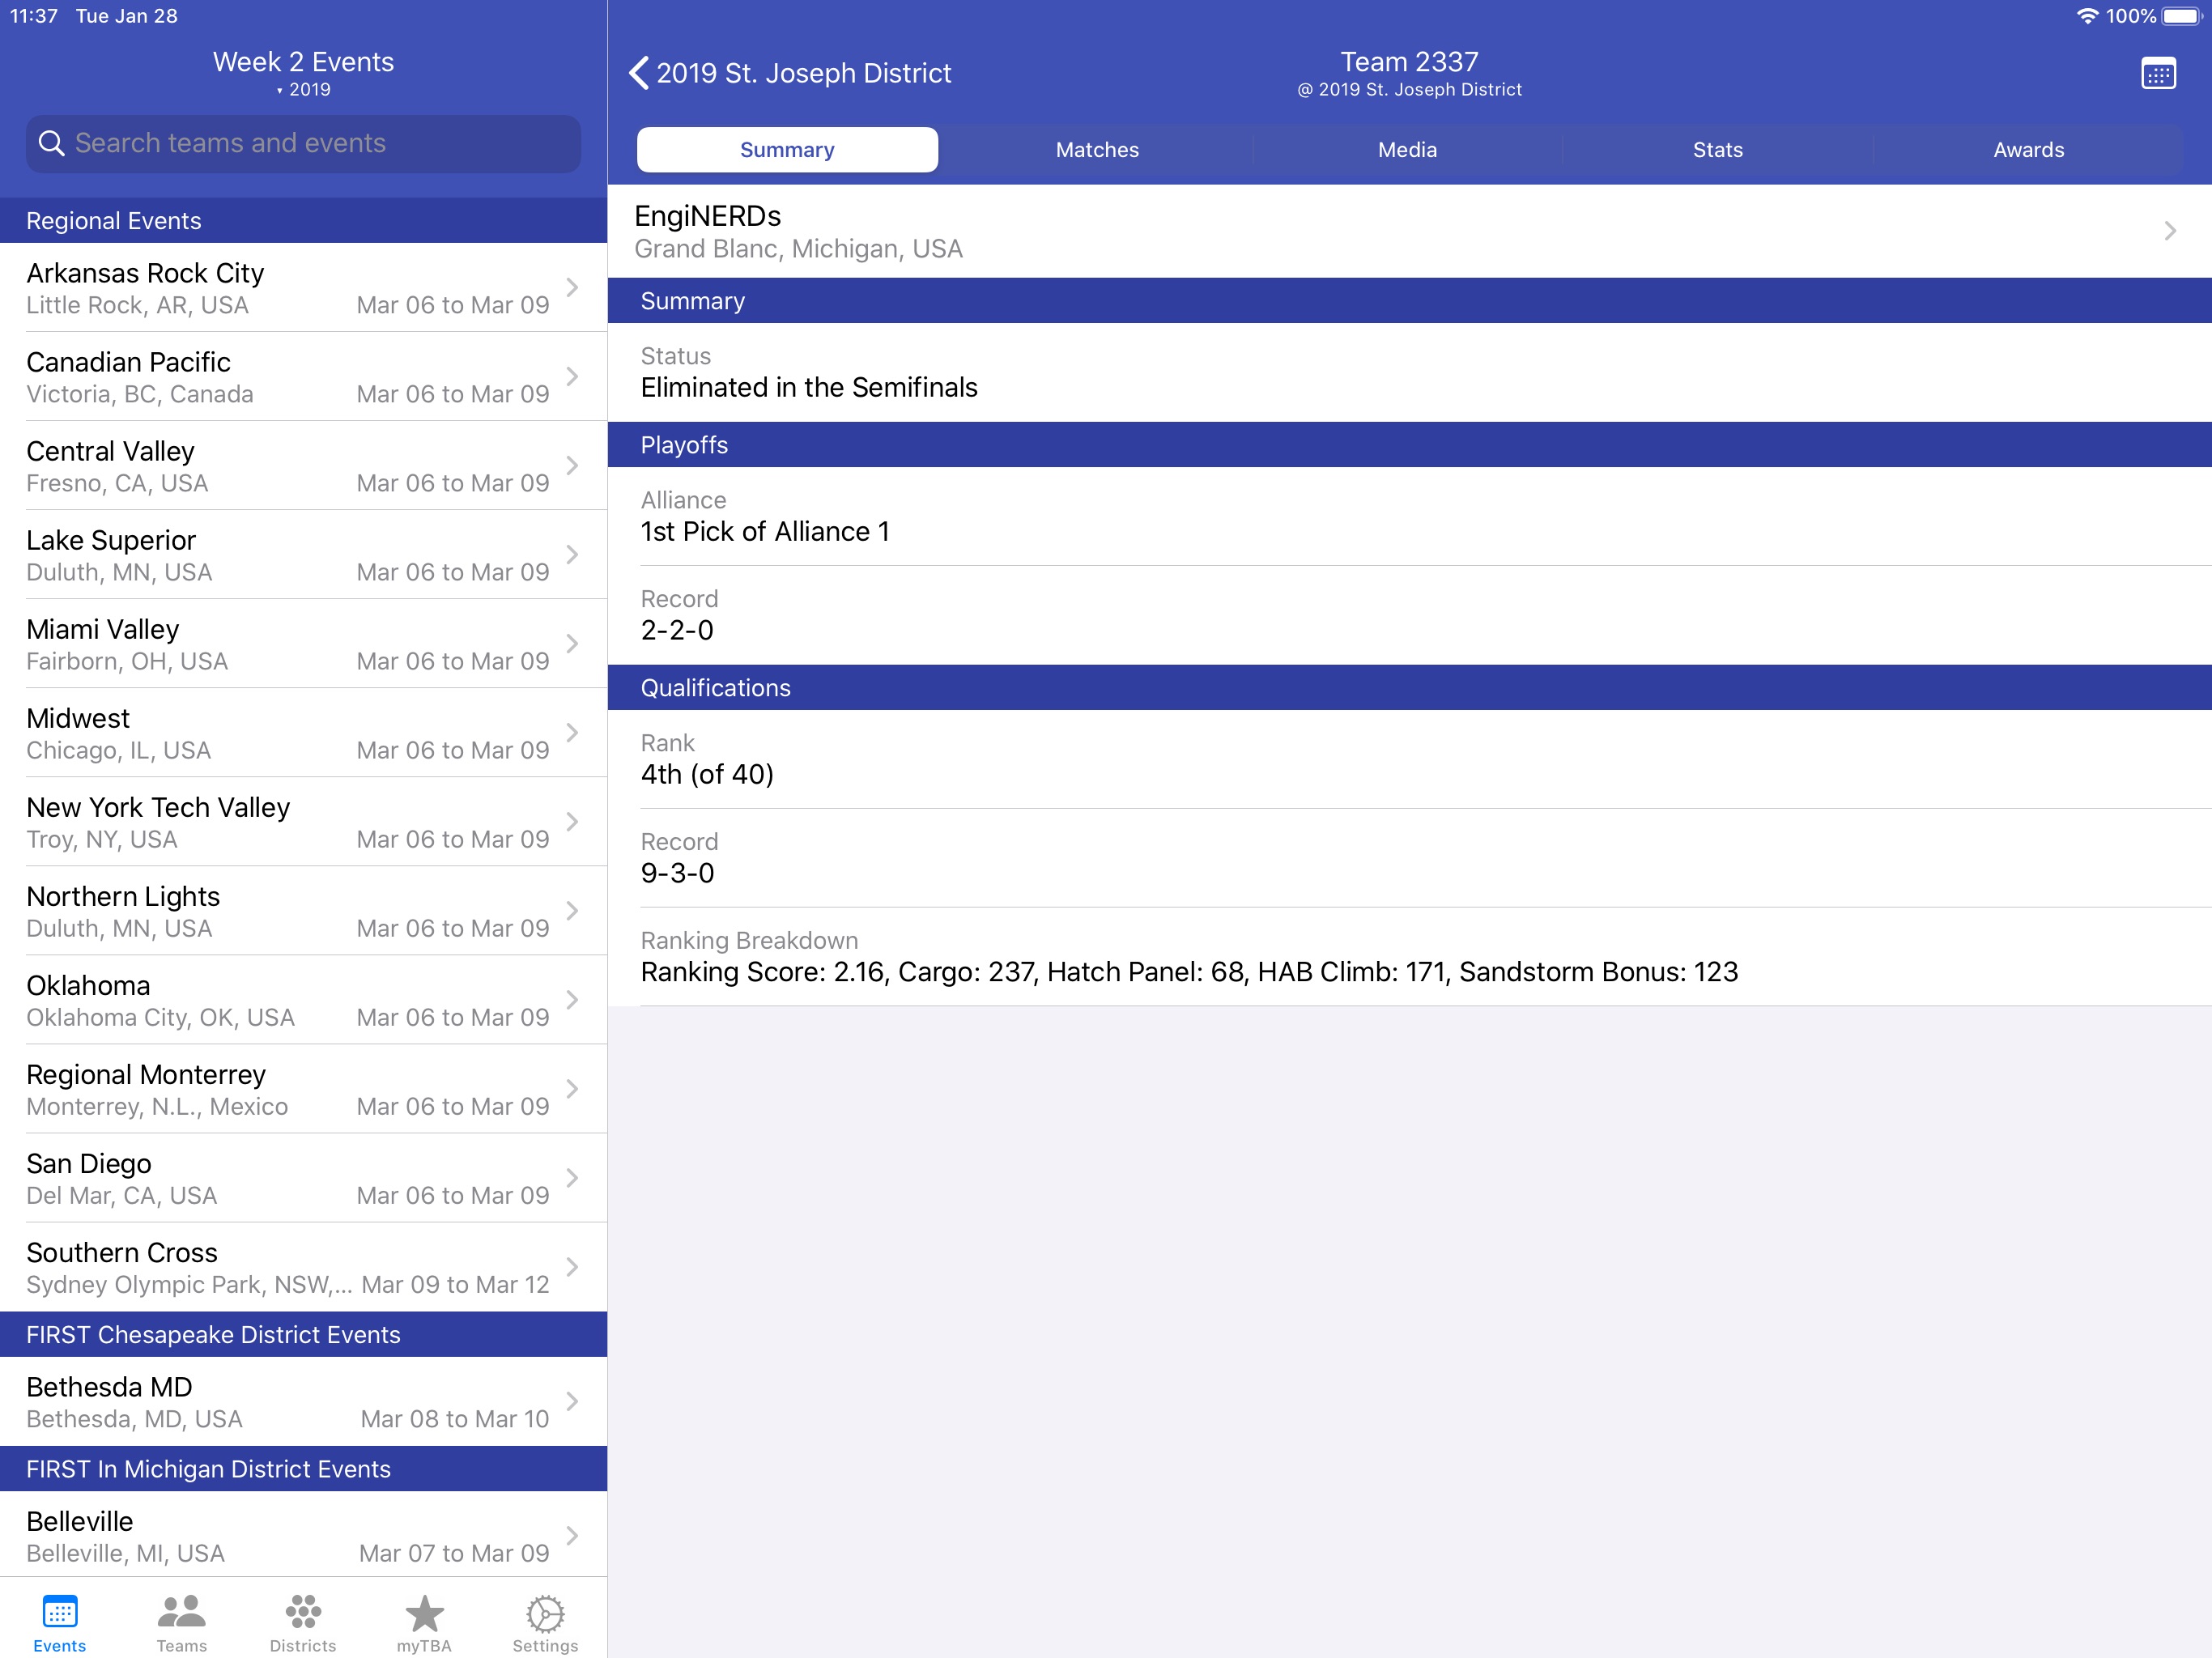 11:37 Tue Jan 28
100%
Week 2 Events
▾ 2019
Search teams and events
Regional Events
Arkansas Rock City
Little Rock, AR, USA Mar 06 to Mar 09
Canadian Pacific
Victoria, BC, Canada Mar 06 to Mar 09
Central Valley
Fresno, CA, USA Mar 06 to Mar 09
Lake Superior
Duluth, MN, USA Mar 06 to Mar 09
Miami Valley
Fairborn, OH, USA Mar 06 to Mar 09
Midwest
Chicago, IL, USA Mar 06 to Mar 09
New York Tech Valley
Troy, NY, USA Mar 06 to Mar 09
Northern Lights
Duluth, MN, USA Mar 06 to Mar 09
Oklahoma
Oklahoma City, OK, USA Mar 06 to Mar 09
Regional Monterrey
Monterrey, N.L., Mexico Mar 06 to Mar 09
San Diego
Del Mar, CA, USA Mar 06 to Mar 09
Southern Cross
Sydney Olympic Park, NSW,... Mar 09 to Mar 12
FIRST Chesapeake District Events
Bethesda MD
Bethesda, MD, USA Mar 08 to Mar 10
FIRST In Michigan District Events
Belleville
Belleville, MI, USA Mar 07 to Mar 09
Events Teams Districts myTBA Settings
2019 St. Joseph District
Team 2337
@ 2019 St. Joseph District
Summary Matches Media Stats Awards
EngiNERDs
Grand Blanc, Michigan, USA
Summary
Status
Eliminated in the Semifinals
Playoffs
Alliance
1st Pick of Alliance 1
Record
2-2-0
Qualifications
Rank
4th (of 40)
Record
9-3-0
Ranking Breakdown
Ranking Score: 2.16, Cargo: 237, Hatch Panel: 68, HAB Climb: 171, Sandstorm Bonus: 123